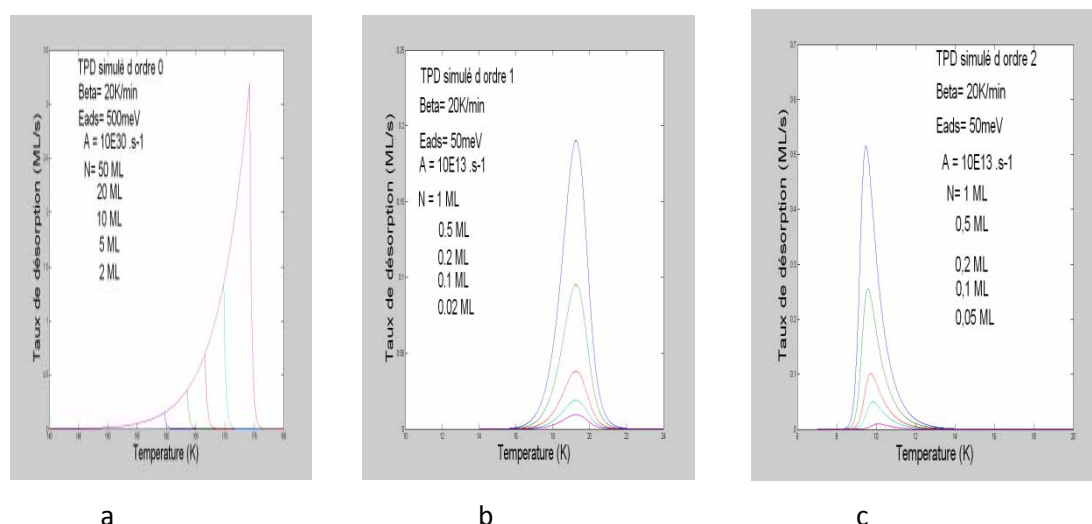 TPD simulé d ordre 0
Beta= 20K/min
Eads= 500meV
A = 10E30 .s-1
N= 50 ML
20 ML
10 ML
5 ML
2 ML
Taux de désorption (ML/s)
Temperature (K)
a
TPD simulé d ordre 1
Beta= 20K/min
Eads= 50meV
A = 10E13 .s-1
N = 1 ML
0.5 ML
0.2 ML
0.1 ML
0.02 ML
Taux de désorption (ML/s)
Temperature (K)
b
TPD simulé d ordre 2
Beta= 20K/min
Eads= 50meV
A = 10E13 .s-1
N= 1 ML
0,5 ML
0,2 ML
0,1 ML
0,05 ML
Taux de désorption (ML/s)
Temperature (K)
c